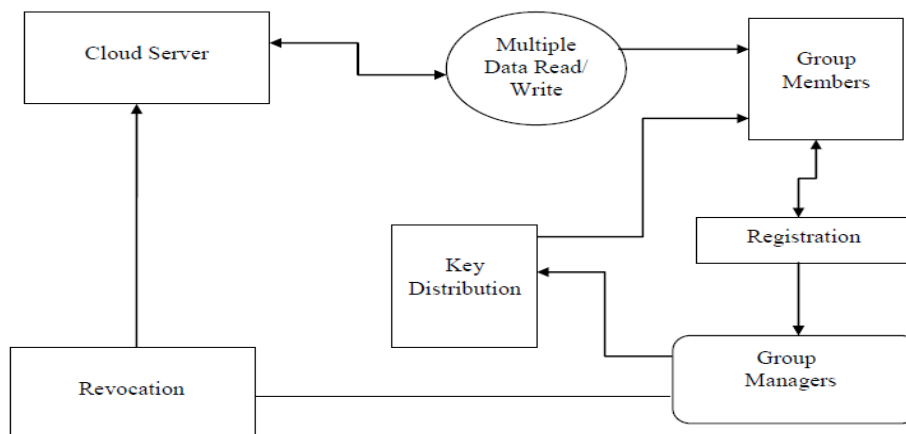 Cloud Server
Multiple
Data Read/
Write
Group
Members
Registration
Key
Distribution
Group
Managers
Revocation